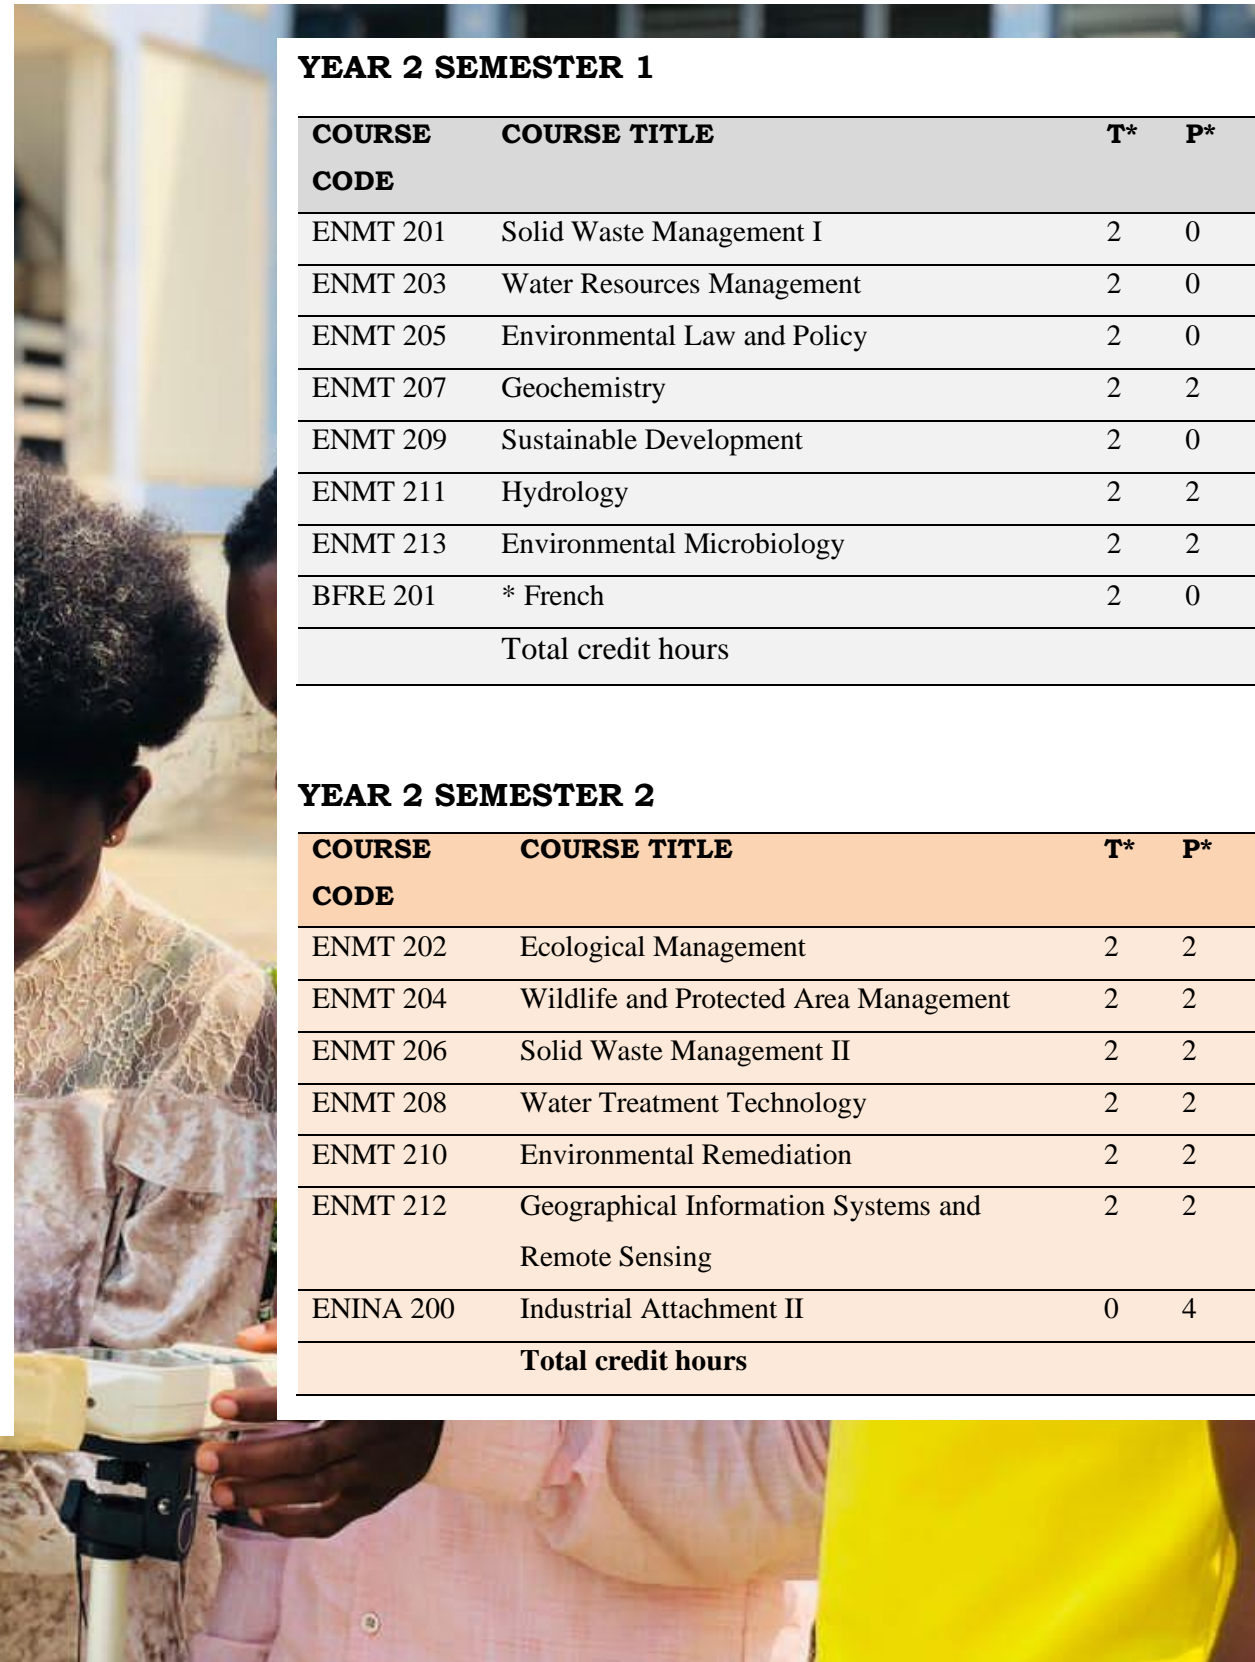 YEAR 2 SEMESTER 1
COURSE CODE COURSE TITLE T* P*
ENMT 201 Solid Waste Management I 2 0
ENMT 203 Water Resources Management 2 0
ENMT 205 Environmental Law and Policy 2 0
ENMT 207 Geochemistry 2 2
ENMT 209 Sustainable Development 2 0
ENMT 211 Hydrology 2 2
ENMT 213 Environmental Microbiology 2 2
BFRE 201 * French 2 0
Total credit hours
YEAR 2 SEMESTER 2
COURSE CODE COURSE TITLE T* P*
ENMT 202 Ecological Management 2 2
ENMT 204 Wildlife and Protected Area Management 2 2
ENMT 206 Solid Waste Management II 2 2
ENMT 208 Water Treatment Technology 2 2
ENMT 210 Environmental Remediation 2 2
ENMT 212 Geographical Information Systems and 2 2
Remote Sensing
ENINA 200 Industrial Attachment II 0 4
Total credit hours